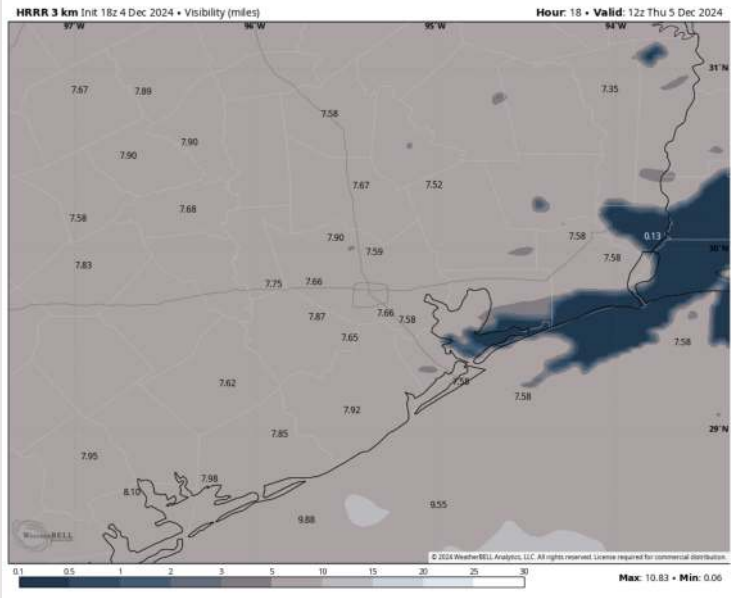 HRRR 3 km Init 18z 4 Dec 2024 • Visibility (miles)
Hour: 18 • Valid: 12z Thu 5 Dec 2024
97°W 96°W 95°W 94°W
31°N
7.67 7.89 7.35
7.58
7.90
7.90
7.67 7.52
7.68
7.58
7.90 7.58 0.13
30°N
7.59
7.58
7.83
7.75 7.66
7.87 7.66 7.58
7.65
7.58
7.62
7.58
7.58
7.92
29°N
7.85
7.95
7.98
8.10
9.55
9.88
WeatherBELL
© 2024 WeatherBELL Analytics, LLC. All rights reserved. License required for commercial distribution.
0.1 0.5 1 2 3 5 10 15 20 25 30
Max: 10.83 • Min: 0.06